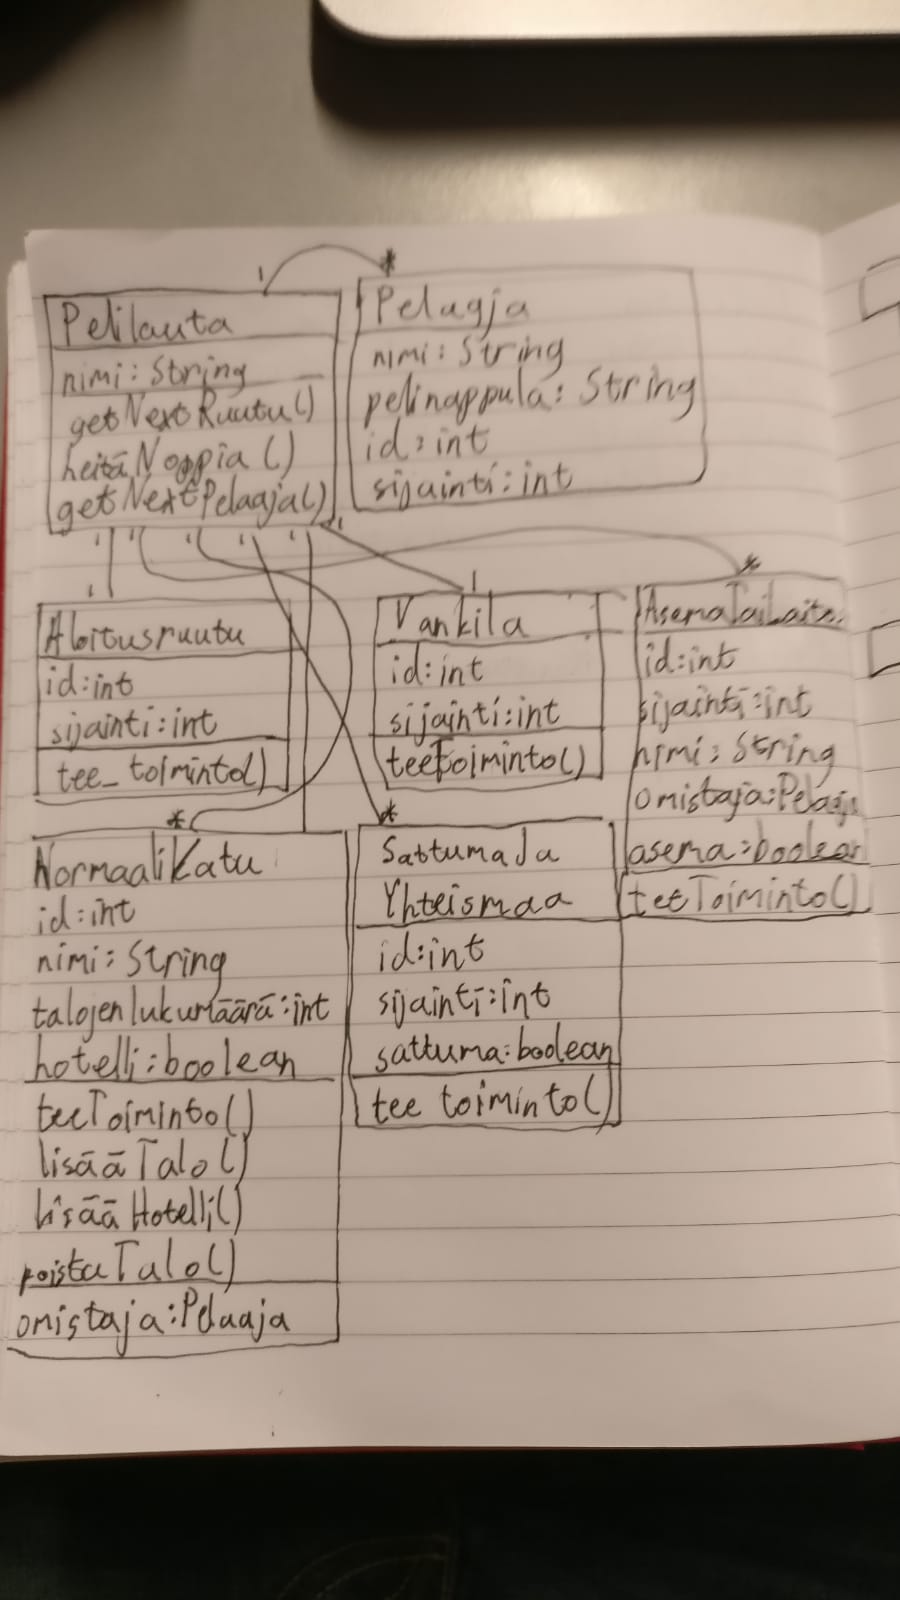 1 *
Pelilauta
nimi: String
getNextRuutu()
heitäNoppia()
getNextPelaaja()
Pelagja
nimi: String
pelinappula: String
id: int
sijainti: int
Aloitusruutu
id: int
sijainti: int
tee_toiminto()
1
Vankila
id: int
sijainti: int
teeToiminto()
*
AsemaTaiLaitos
id: int
sijainti: int
nimi: String
omistaja: Pelaaja
asema: boolean
teeToiminto()
*
NormaaliKatu
id: int
nimi: String
talojenlukumäärä: int
hotelli: boolean
teeToiminto()
lisääTalo()
lisääHotelli()
poistaTalo()
omistaja: Pelaaja
*
SattumaJa
Yhteismaa
id: int
sijainti: int
sattuma: boolean
tee toiminto()